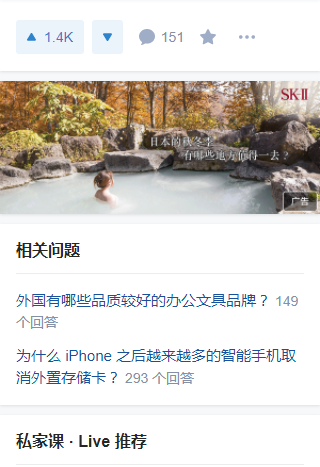 1.4K 151
SK-II
日本的秋冬季
有哪些地方值得一去？
广告
相关问题
外国有哪些品质较好的办公文具品牌？ 149
个回答
为什么 iPhone 之后越来越多的智能手机取
消外置存储卡？ 293 个回答
私家课 · Live 推荐